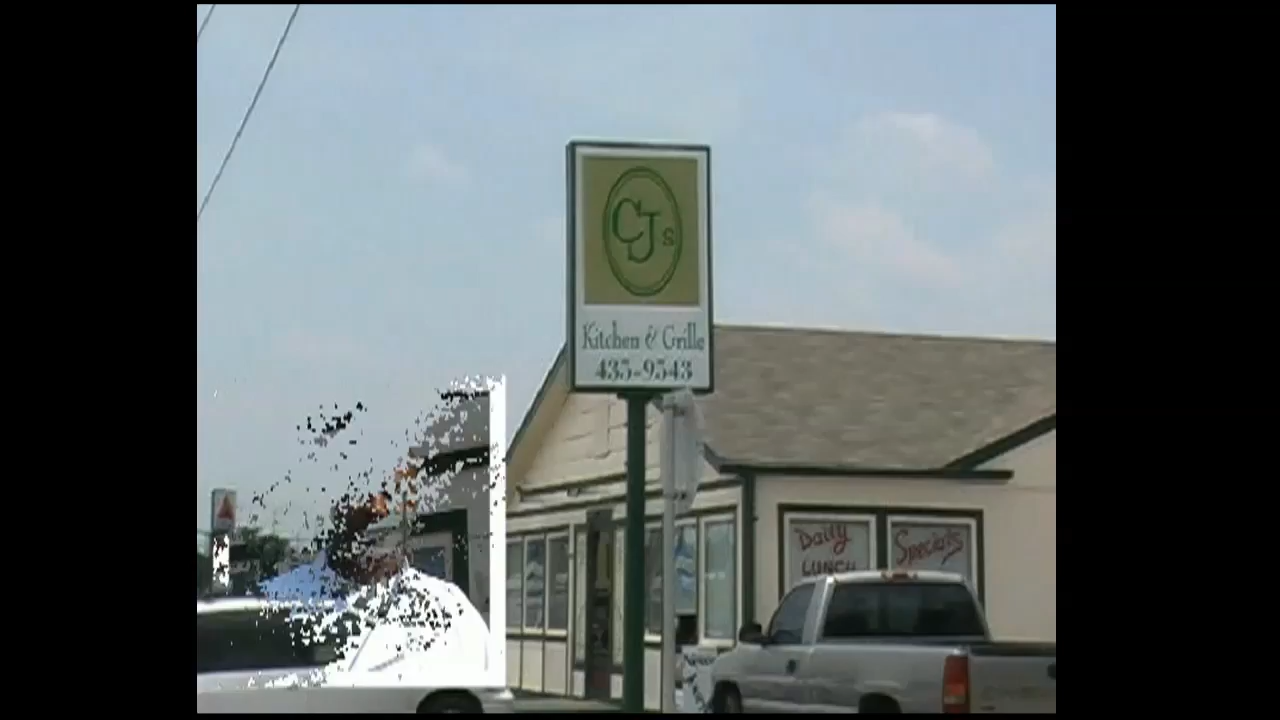 CJs
Kitchen & Grille
435-9543
Daily
LUNCH
Specials